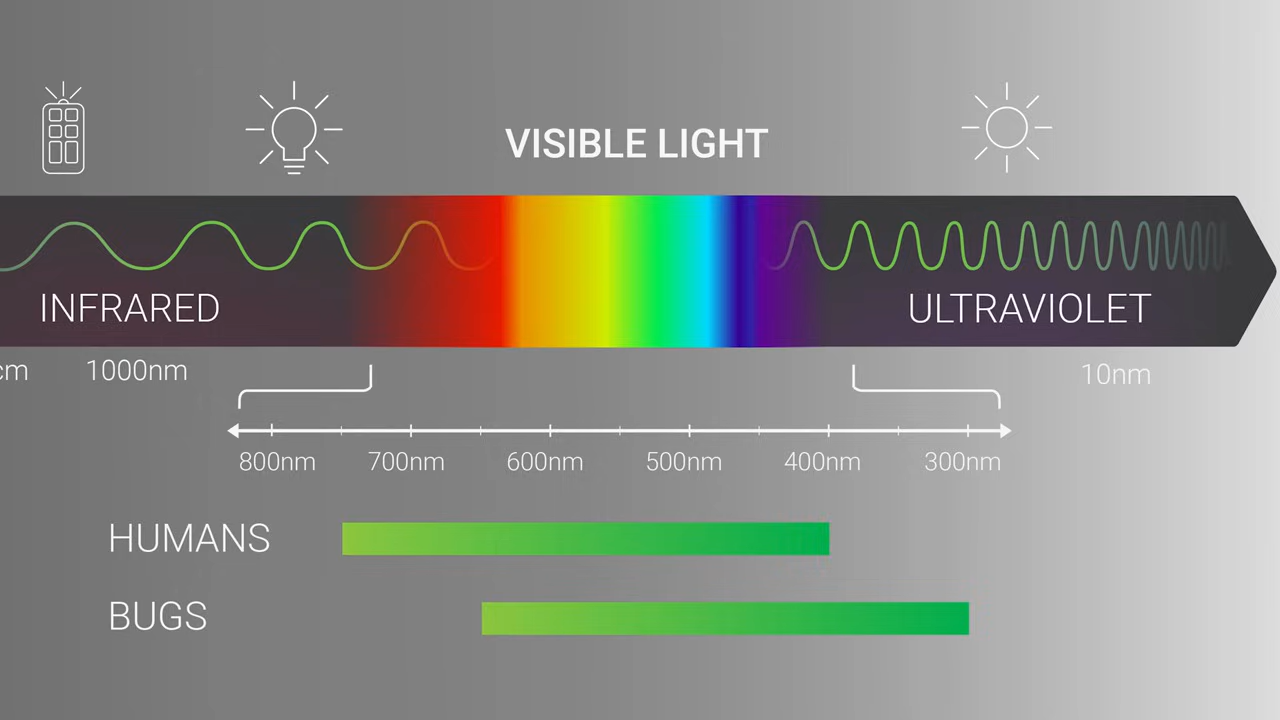 VISIBLE LIGHT
INFRARED
ULTRAVIOLET
cm
1000nm
10nm
800nm
700nm
600nm
500nm
400nm
300nm
HUMANS
BUGS